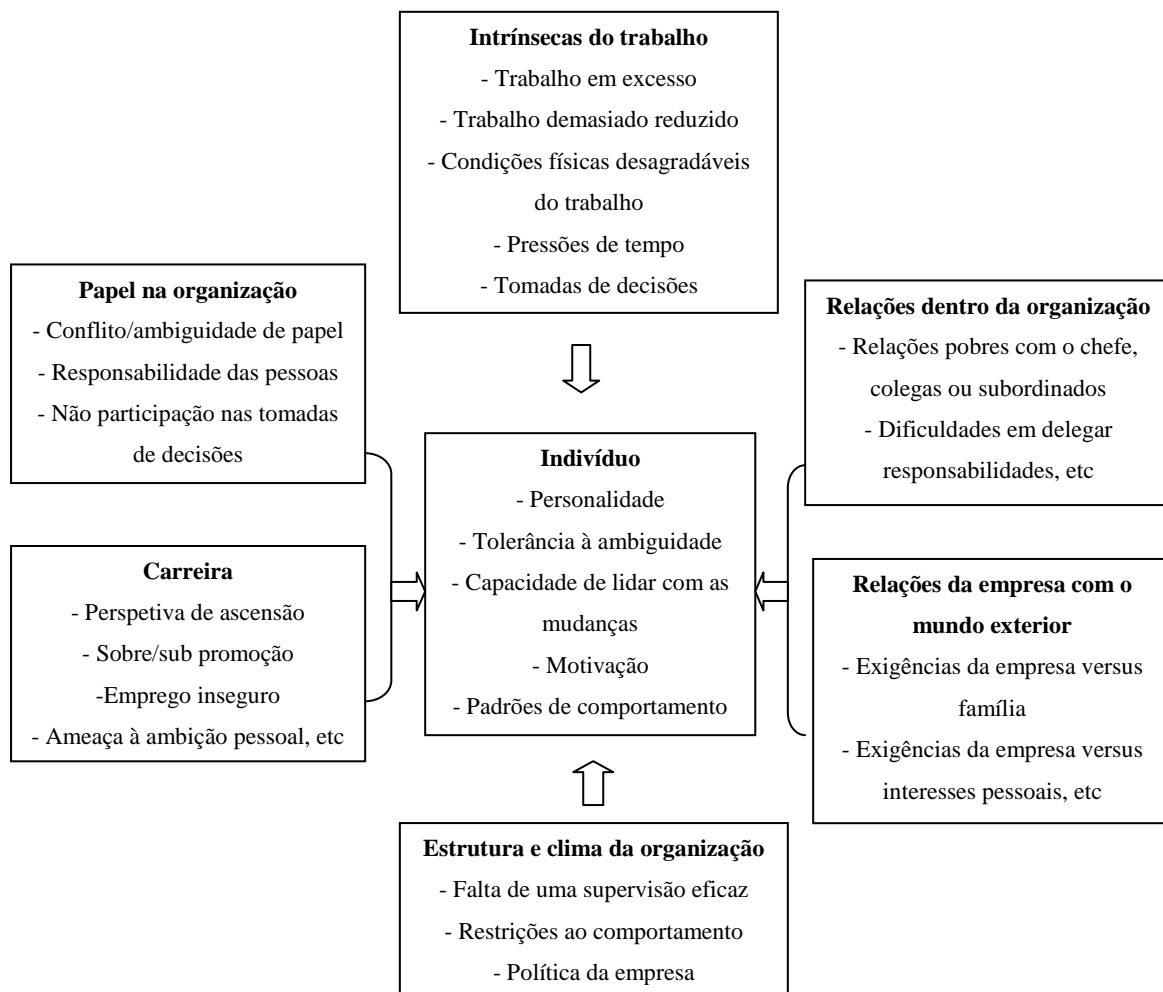 Intrínsecas do trabalho
- Trabalho em excesso
- Trabalho demasiado reduzido
- Condições físicas desagradáveis
do trabalho
- Pressões de tempo
- Tomadas de decisões
Papel na organização
- Conflito/ambiguidade de papel
- Responsabilidade das pessoas
- Não participação nas tomadas
de decisões
Relações dentro da organização
- Relações pobres com o chefe,
colegas ou subordinados
- Dificuldades em delegar
responsabilidades, etc
Indivíduo
- Personalidade
- Tolerância à ambiguidade
- Capacidade de lidar com as
mudanças
- Motivação
- Padrões de comportamento
Carreira
- Perspetiva de ascensão
- Sobre/sub promoção
-Emprego inseguro
- Ameaça à ambição pessoal, etc
Relações da empresa com o
mundo exterior
- Exigências da empresa versus
família
- Exigências da empresa versus
interesses pessoais, etc
Estrutura e clima da organização
- Falta de uma supervisão eficaz
- Restrições ao comportamento
- Política da empresa